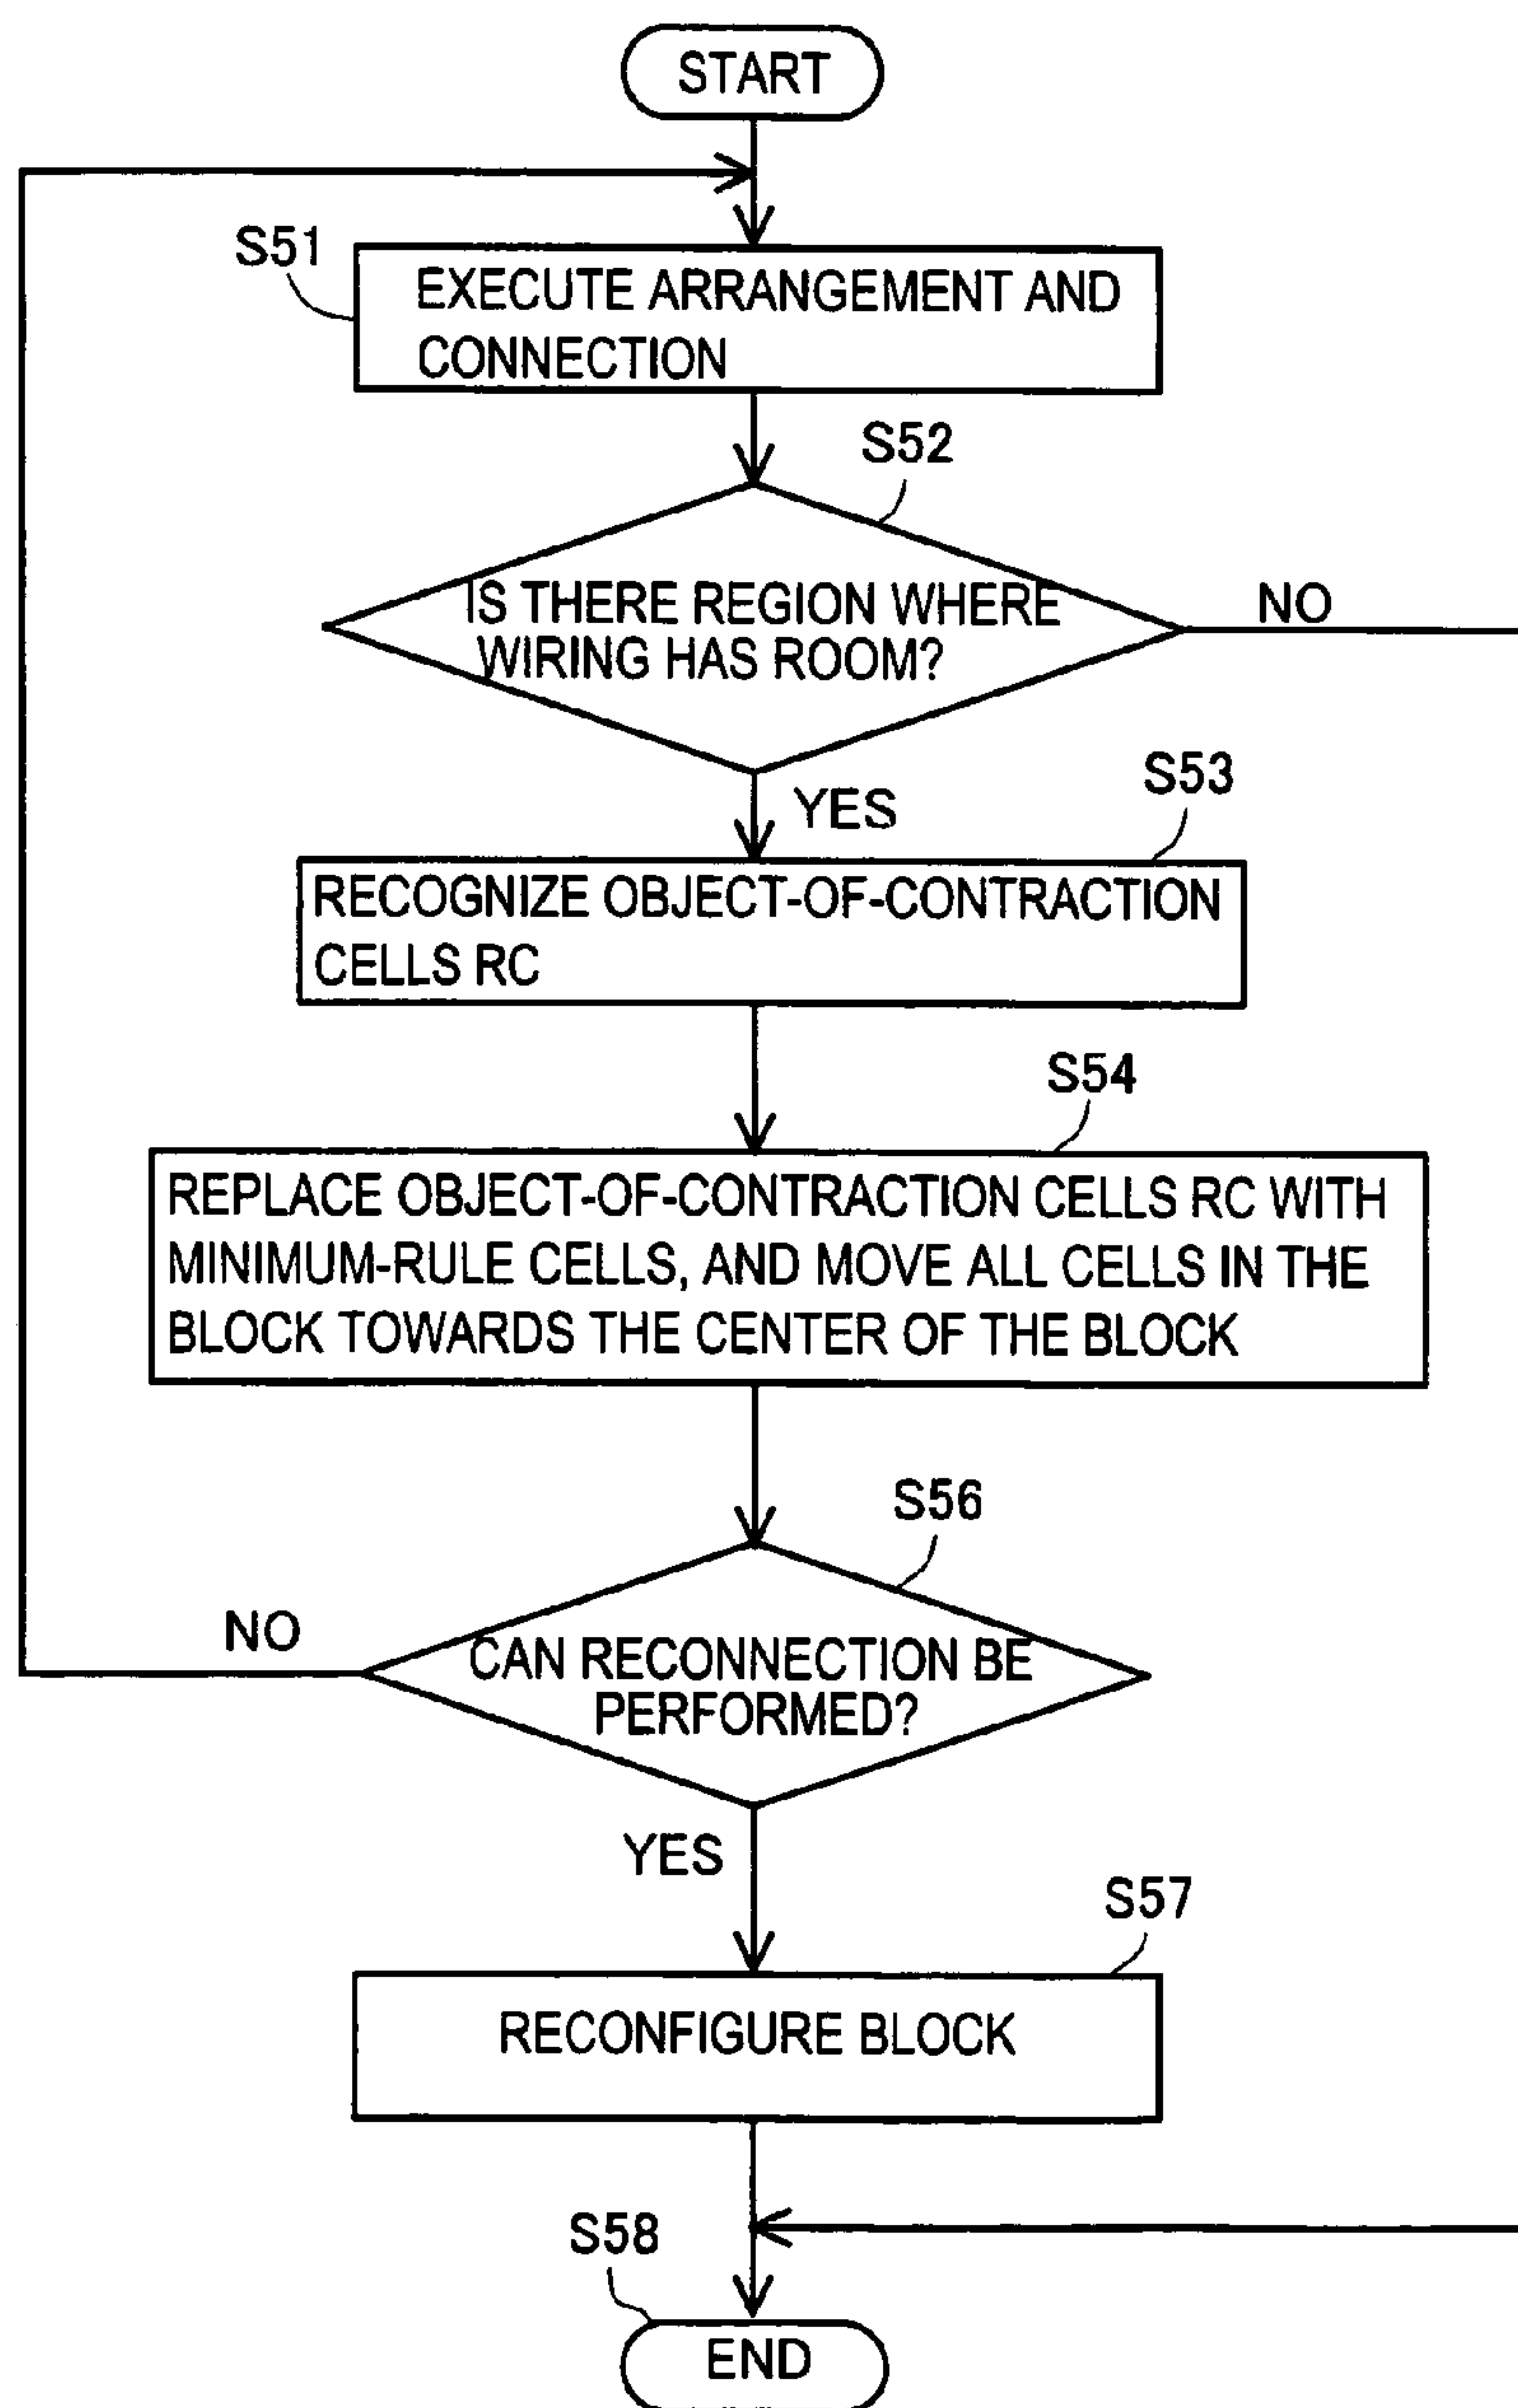 START
S51
EXECUTE ARRANGEMENT AND
CONNECTION
S52
IS THERE REGION WHERE
WIRING HAS ROOM?
NO
YES
S53
RECOGNIZE OBJECT-OF-CONTRACTION
CELLS RC
S54
REPLACE OBJECT-OF-CONTRACTION CELLS RC WITH
MINIMUM-RULE CELLS, AND MOVE ALL CELLS IN THE
BLOCK TOWARDS THE CENTER OF THE BLOCK
S56
NO
CAN RECONNECTION BE
PERFORMED?
YES
S57
RECONFIGURE BLOCK
S58
END